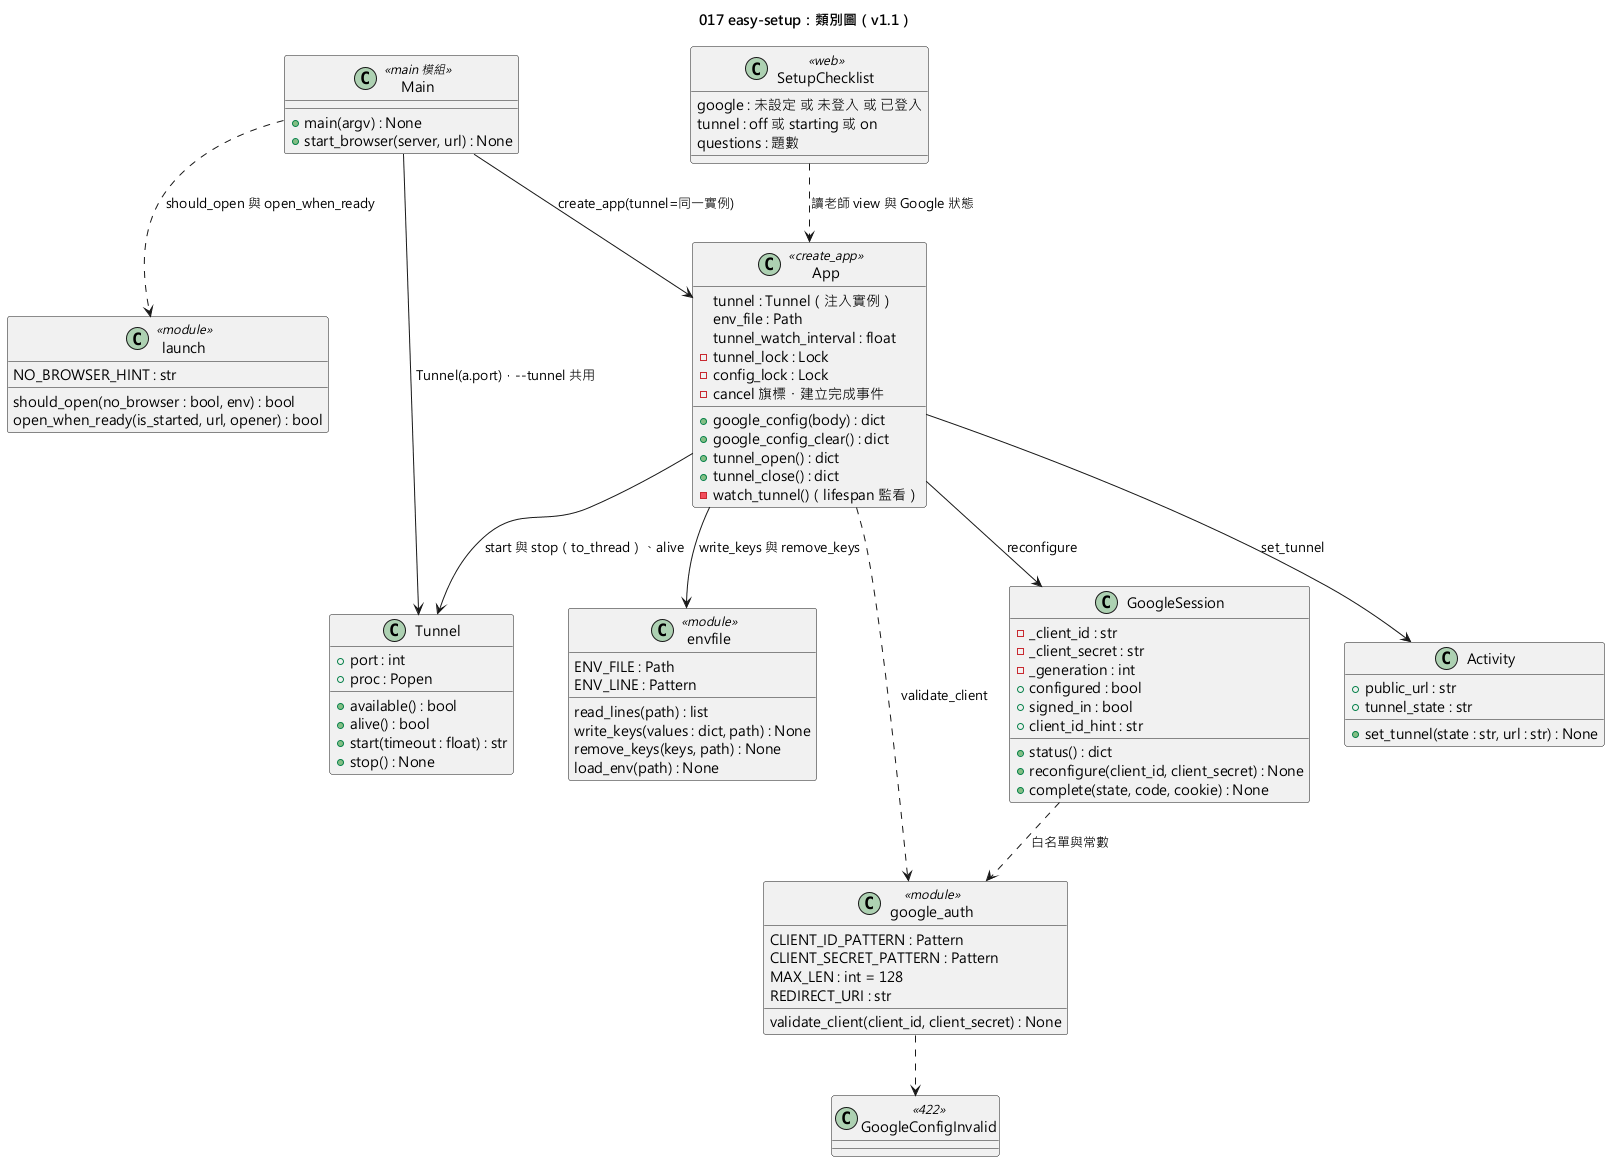 017 easy-setup：類別圖（v1.1）
«main 模組»
C Main
+main(argv) : None
+start_browser(server, url) : None
«web»
C SetupChecklist
google : 未設定 或 未登入 或 已登入
tunnel : off 或 starting 或 on
questions : 題數
should_open 與 open_when_ready
create_app(tunnel=同一實例)
讀老師 view 與 Google 狀態
«create_app»
C App
tunnel : Tunnel（注入實例）
env_file : Path
tunnel_watch_interval : float
tunnel_lock : Lock
config_lock : Lock
cancel 旗標．建立完成事件
google_config(body) : dict
google_config_clear() : dict
tunnel_open() : dict
tunnel_close() : dict
watch_tunnel()（lifespan 監看）
«module»
C launch
NO_BROWSER_HINT : str
should_open(no_browser : bool, env) : bool
open_when_ready(is_started, url, opener) : bool
Tunnel(a.port)．--tunnel 共用
start 與 stop（to_thread）、alive
write_keys 與 remove_keys
reconfigure
set_tunnel
C Tunnel
port : int
proc : Popen
available() : bool
alive() : bool
start(timeout : float) : str
stop() : None
«module»
C envfile
ENV_FILE : Path
ENV_LINE : Pattern
read_lines(path) : list
write_keys(values : dict, path) : None
remove_keys(keys, path) : None
load_env(path) : None
validate_client
C GoogleSession
_client_id : str
_client_secret : str
_generation : int
configured : bool
signed_in : bool
client_id_hint : str
status() : dict
reconfigure(client_id, client_secret) : None
complete(state, code, cookie) : None
C Activity
public_url : str
tunnel_state : str
set_tunnel(state : str, url : str) : None
白名單與常數
«module»
C google_auth
CLIENT_ID_PATTERN : Pattern
CLIENT_SECRET_PATTERN : Pattern
MAX_LEN : int = 128
REDIRECT_URI : str
validate_client(client_id, client_secret) : None
«422»
C GoogleConfigInvalid